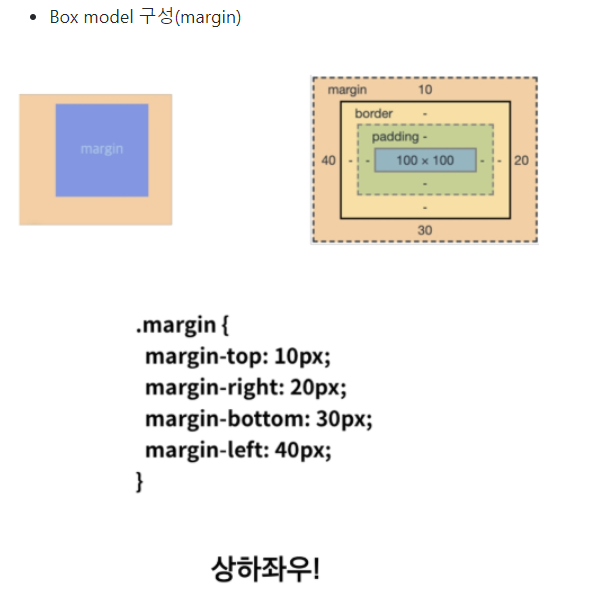 • Box model 구성(margin)
margin
margin 10
border -
padding -
40 - - 100 × 100 - - 20
-
-
30
.margin {
margin-top: 10px;
margin-right: 20px;
margin-bottom: 30px;
margin-left: 40px;
}
상하좌우!